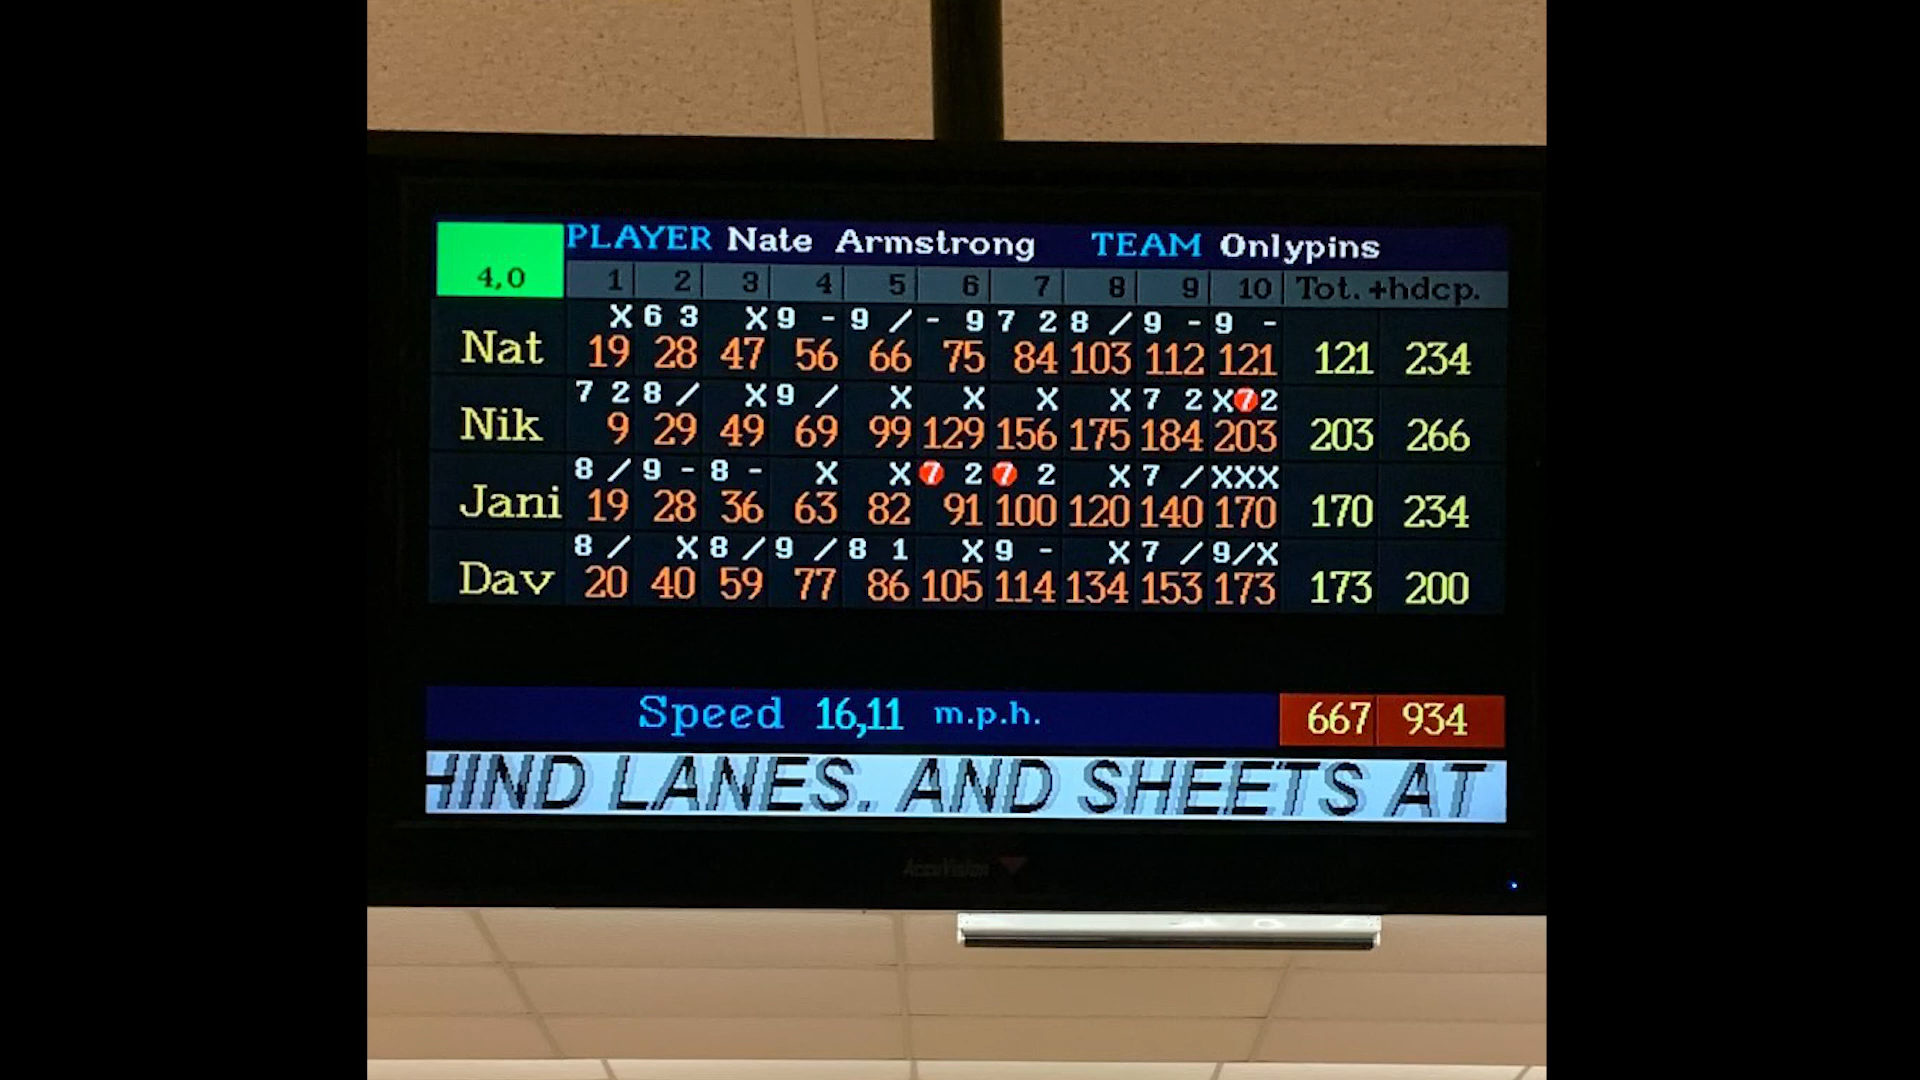 PLAYER Nate Armstrong TEAM Onlypins
4,0 1 2 3 4 5 6 7 8 9 10 Tot. +hdcp.
X 6 3 X 9 - 9 / - 9 7 2 8 / 9 - 9 -
Nat 19 28 47 56 66 75 84 103 112 121 121 234
7 2 8 / X 9 / X X X X 7 2 X 7 2
Nik 9 29 49 69 99 129 156 175 184 203 203 266
8 / 9 - 8 - X X 7 2 7 2 X 7 / X X X
Jani 19 28 36 63 82 91 100 120 140 170 170 234
8 / X 8 / 9 / 8 1 X 9 - X 7 / 9 / X
Dav 20 40 59 77 86 105 114 134 153 173 173 200
Speed 16,11 m.p.h. 667 934
HIND LANES. AND SHEETS AT
AccuVision